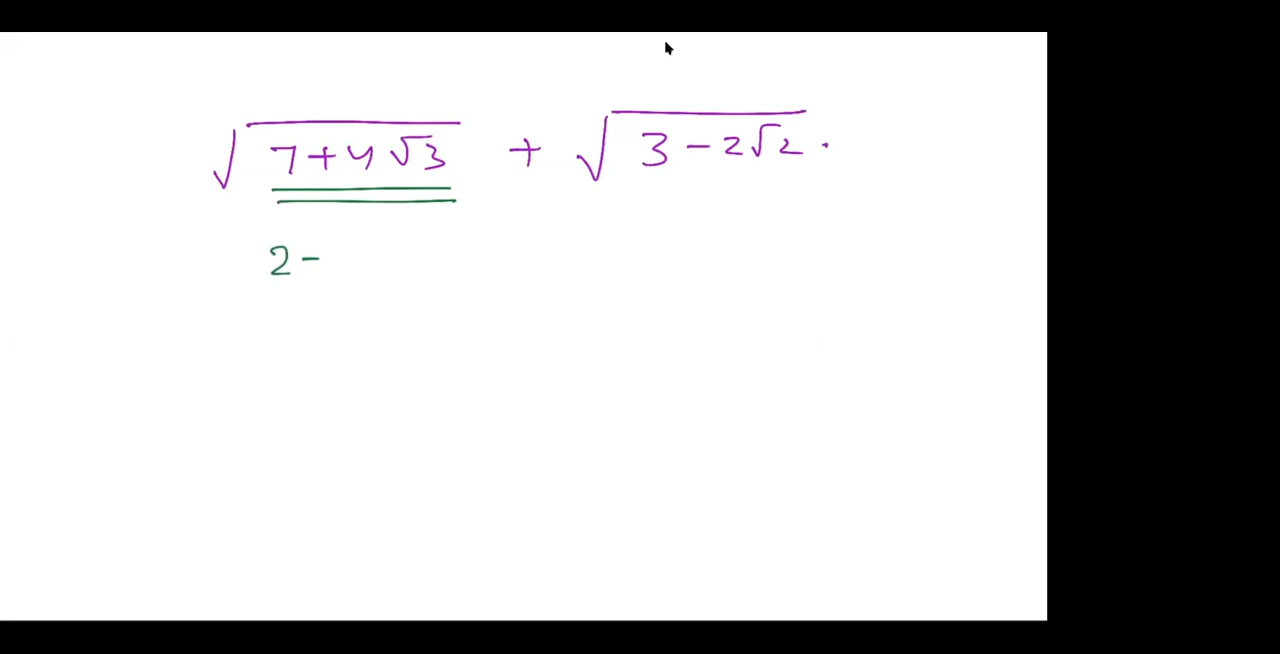 √(7+4√3) + √(3-2√2).
2-